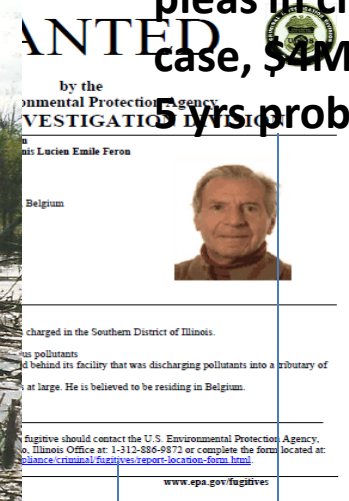 pleas in
case, $4M
5 yrs prob
ANTED
by the
onmental Protection Agency
VESTIGATION DIVISION
n
nis Lucien Emile Feron
Belgium
charged in the Southern District of Illinois.
us pollutants
d behind its facility that was discharging pollutants into a tributary of
s at large. He is believed to be residing in Belgium.
fugitive should contact the U.S. Environmental Protection Agency,
o, Illinois Office at: 1-312-886-9872 or complete the form located at:
pliance/criminal/fugitives/report-location-form.html.
www.epa.gov/fugitives